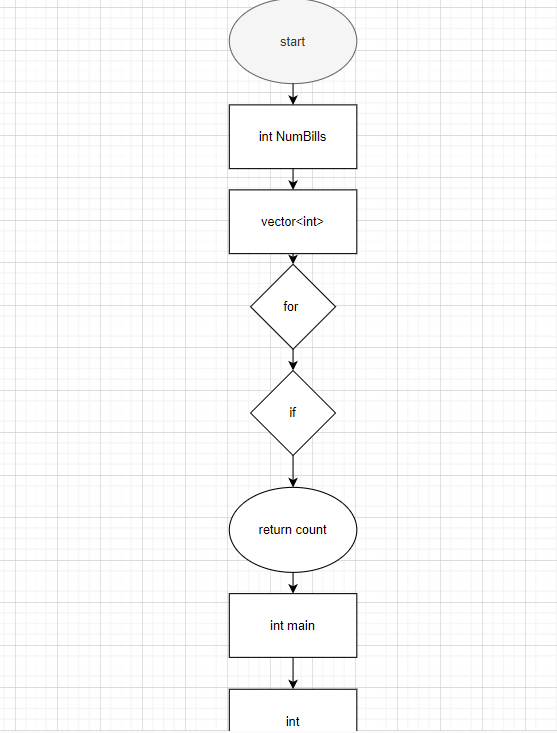 start
int NumBills
vector<int>
for
if
return count
int main
int